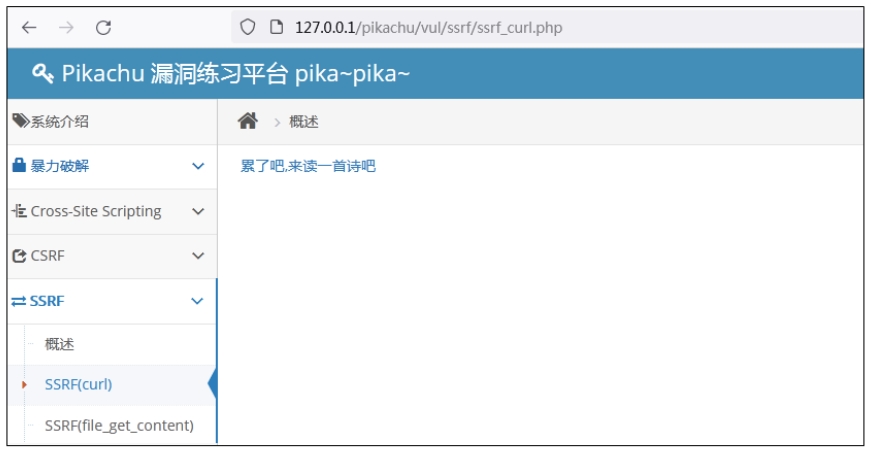 127.0.0.1/pikachu/vul/ssrf/ssrf_curl.php
Pikachu 漏洞练习平台 pika~pika~
系统介绍
概述
暴力破解
累了吧,来读一首诗吧
Cross-Site Scripting
CSRF
SSRF
概述
SSRF(curl)
SSRF(file_get_content)